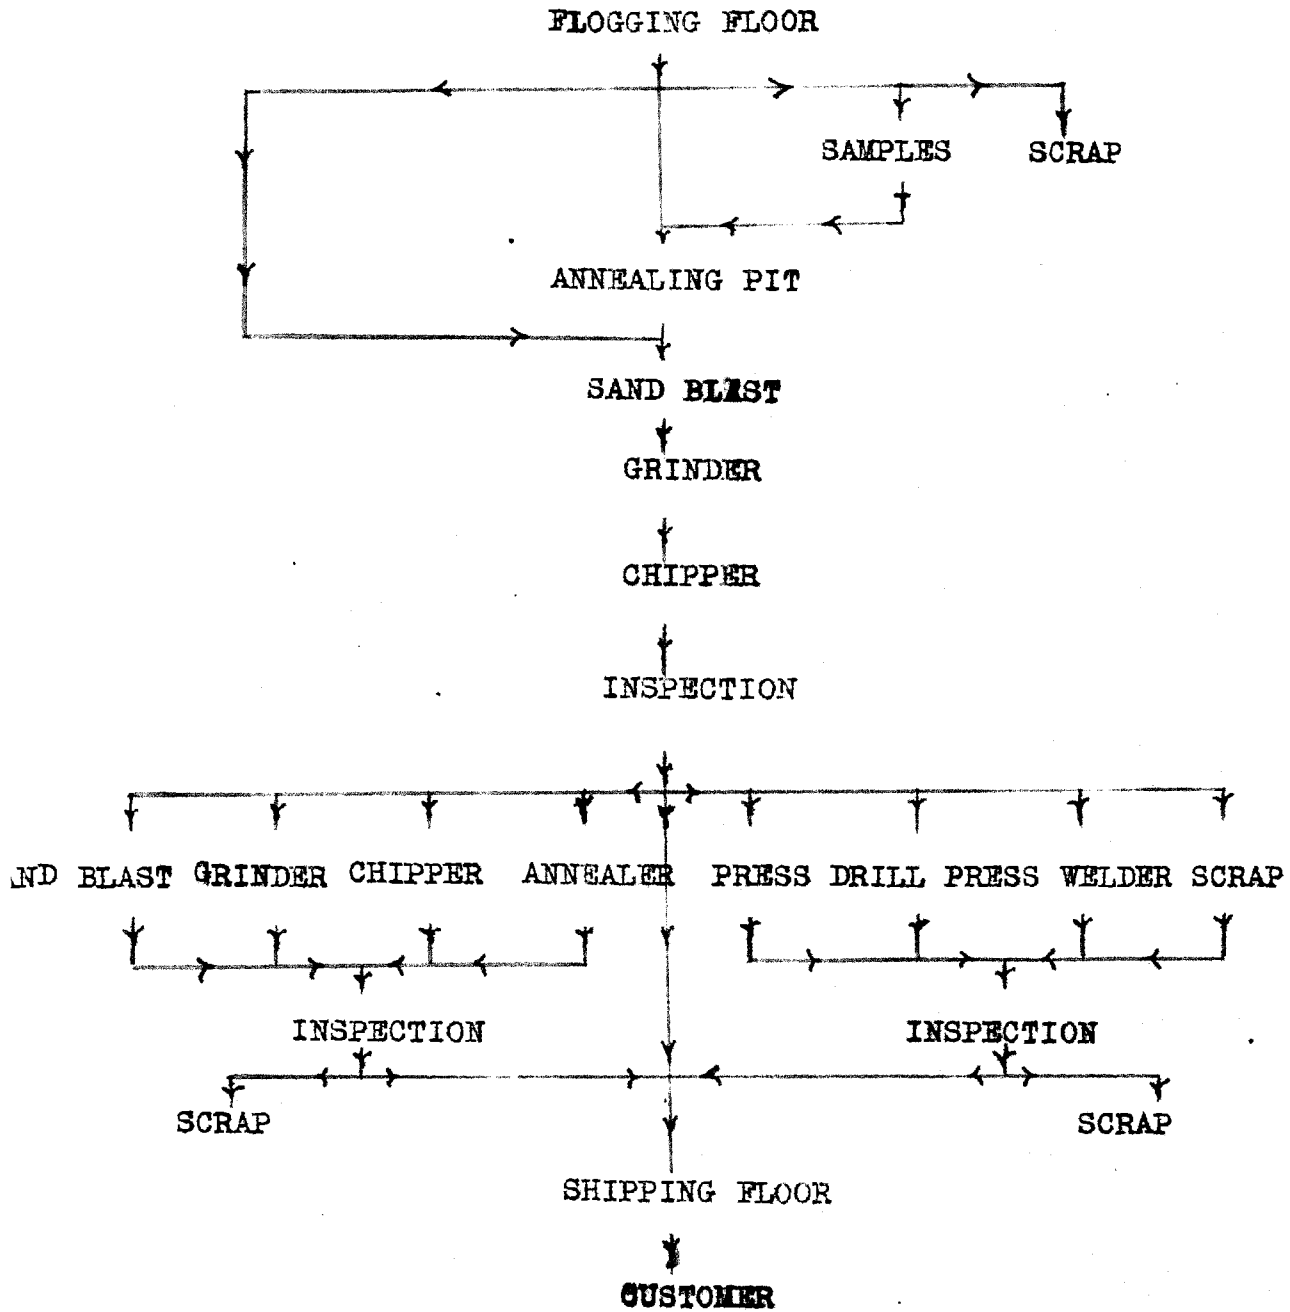 FLOGGING FLOOR
SAMPLES SCRAP
ANNEALING PIT
SAND BLAST
GRINDER
CHIPPER
INSPECTION
ND BLAST GRINDER CHIPPER ANNEALER PRESS DRILL PRESS WELDER SCRAP
INSPECTION INSPECTION
SCRAP SCRAP
SHIPPING FLOOR
CUSTOMER